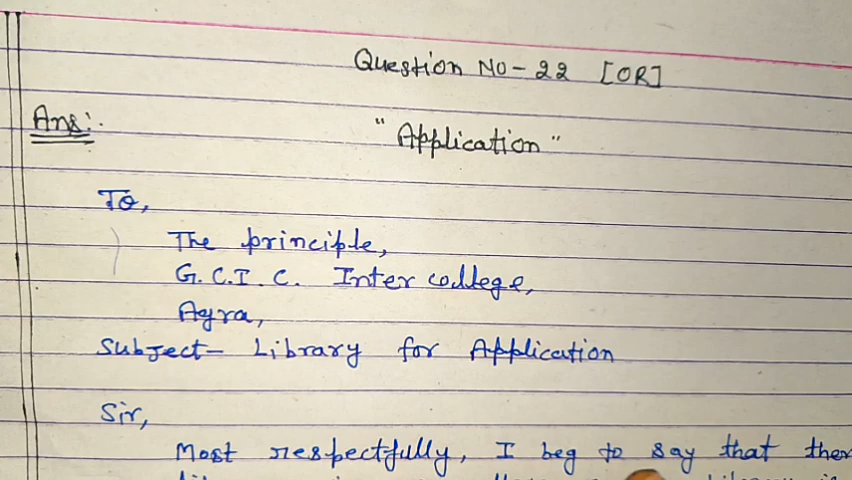 Question NO-22 [OR]
Ans:-
"Application"
To,
The principle,
G.C.I.C. Inter college,
Agra,
Subject- Library for Application
Sir,
Most respectfully, I beg to say that ther